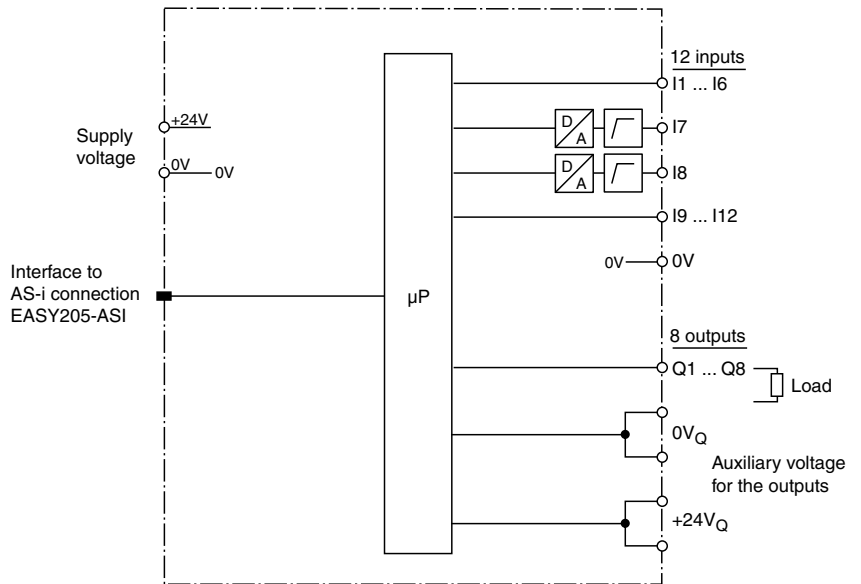 12 inputs
I1 ... I6
+24V
Supply
voltage
D
A
I7
0V
0V
D
A
I8
I9 ... I12
0V
0V
Interface to
AS-i connection
EASY205-ASI
µP
8 outputs
Q1 ... Q8
Load
0VQ
Auxiliary voltage
for the outputs
+24VQ